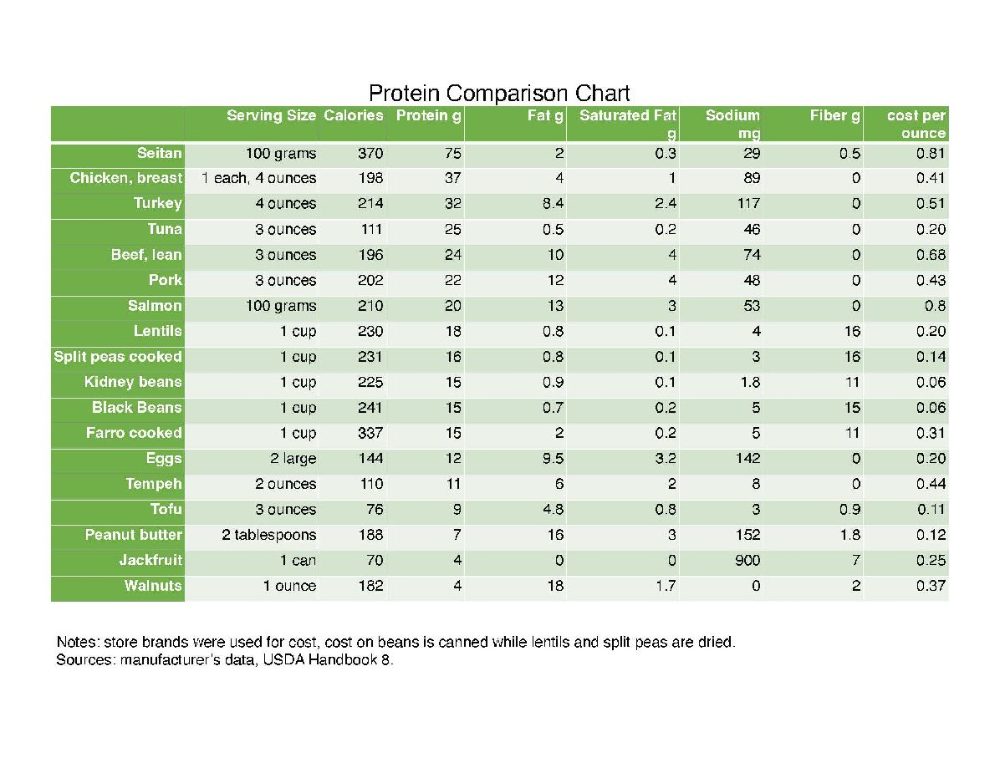 Protein Comparison Chart
Serving Size Calories Protein g Fat g Saturated Fat g Sodium mg Fiber g cost per ounce
Seitan 100 grams 370 75 2 0.3 29 0.5 0.81
Chicken, breast 1 each, 4 ounces 198 37 4 1 89 0 0.41
Turkey 4 ounces 214 32 8.4 2.4 117 0 0.51
Tuna 3 ounces 111 25 0.5 0.2 46 0 0.20
Beef, lean 3 ounces 196 24 10 4 74 0 0.68
Pork 3 ounces 202 22 12 4 48 0 0.43
Salmon 100 grams 210 20 13 3 53 0 0.8
Lentils 1 cup 230 18 0.8 0.1 4 16 0.20
Split peas cooked 1 cup 231 16 0.8 0.1 3 16 0.14
Kidney beans 1 cup 225 15 0.9 0.1 1.8 11 0.06
Black Beans 1 cup 241 15 0.7 0.2 5 15 0.06
Farro cooked 1 cup 337 15 2 0.2 5 11 0.31
Eggs 2 large 144 12 9.5 3.2 142 0 0.20
Tempeh 2 ounces 110 11 6 2 8 0 0.44
Tofu 3 ounces 76 9 4.8 0.8 3 0.9 0.11
Peanut butter 2 tablespoons 188 7 16 3 152 1.8 0.12
Jackfruit 1 can 70 4 0 0 900 7 0.25
Walnuts 1 ounce 182 4 18 1.7 0 2 0.37
Notes: store brands were used for cost, cost on beans is canned while lentils and split peas are dried.
Sources: manufacturer's data, USDA Handbook 8.